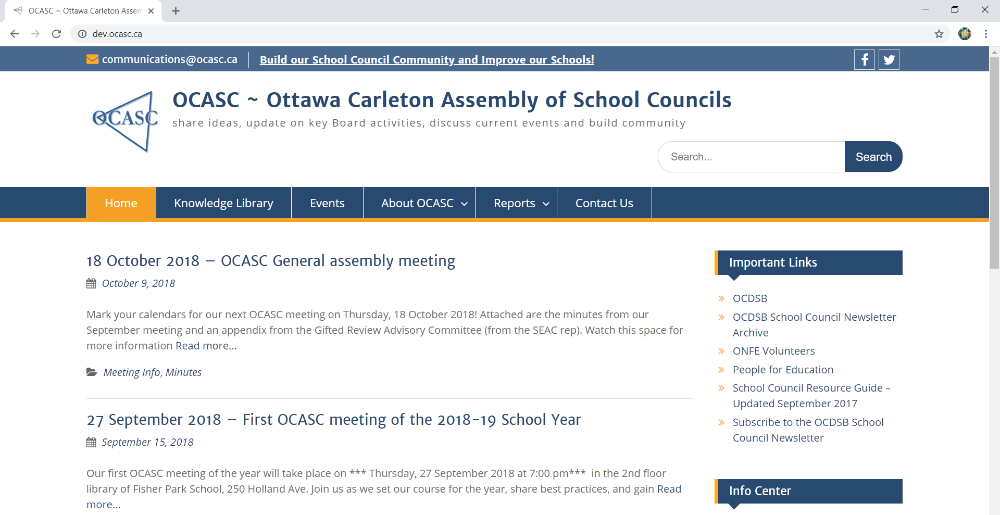 OCASC ~ Ottawa Carleton Assem
dev.ocasc.ca
communications@ocasc.ca
Build our School Council Community and Improve our Schools!
OCASC
OCASC ~ Ottawa Carleton Assembly of School Councils
share ideas, update on key Board activities, discuss current events and build community
Search...
Search
Home
Knowledge Library
Events
About OCASC
Reports
Contact Us
18 October 2018 – OCASC General assembly meeting
October 9, 2018
Mark your calendars for our next OCASC meeting on Thursday, 18 October 2018! Attached are the minutes from our
September meeting and an appendix from the Gifted Review Advisory Committee (from the SEAC rep). Watch this space for
more information Read more...
Meeting Info, Minutes
27 September 2018 – First OCASC meeting of the 2018-19 School Year
September 15, 2018
Our first OCASC meeting of the year will take place on *** Thursday, 27 September 2018 at 7:00 pm*** in the 2nd floor
library of Fisher Park School, 250 Holland Ave. Join us as we set our course for the year, share best practices, and gain Read
more...
Important Links
OCDSB
OCDSB School Council Newsletter
Archive
ONFE Volunteers
People for Education
School Council Resource Guide –
Updated September 2017
Subscribe to the OCDSB School
Council Newsletter
Info Center